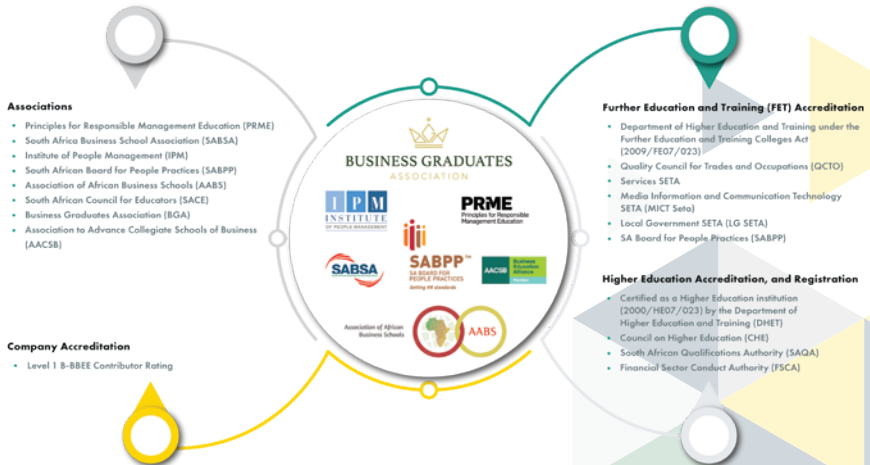 Associations
• Principles for Responsible Management Education (PRME)
• South Africa Business School Association (SABSA)
• Institute of People Management (IPM)
• South African Board for People Practices (SABPP)
• Association of African Business Schools (AABS)
• South African Council for Educators (SACE)
• Business Graduates Association (BGA)
• Association to Advance Collegiate Schools of Business
(AACSB)
Company Accreditation
• Level 1 B-BBEE Contributor Rating
BUSINESS GRADUATES
ASSOCIATION
IPM
INSTITUTE
OF PEOPLE MANAGEMENT
PRME
Principles for Responsible
Management Education
SABSA
SABPP™
SA BOARD FOR
PEOPLE PRACTICES
Setting HR standards
AACSB
Business
Education
Alliance
Member
Association of African
Business Schools
AABS
Further Education and Training (FET) Accreditation
• Department of Higher Education and Training under the
Further Education and Training Colleges Act
(2009/FE07/023)
• Quality Council for Trades and Occupations (QCTO)
• Services SETA
• Media Information and Communication Technology
SETA (MICT Seta)
• Local Government SETA (LG SETA)
• SA Board for People Practices (SABPP)
Higher Education Accreditation, and Registration
• Certified as a Higher Education institution
(2000/HE07/023) by the Department of
Higher Education and Training (DHET)
• Council on Higher Education (CHE)
• South African Qualifications Authority (SAQA)
• Financial Sector Conduct Authority (FSCA)